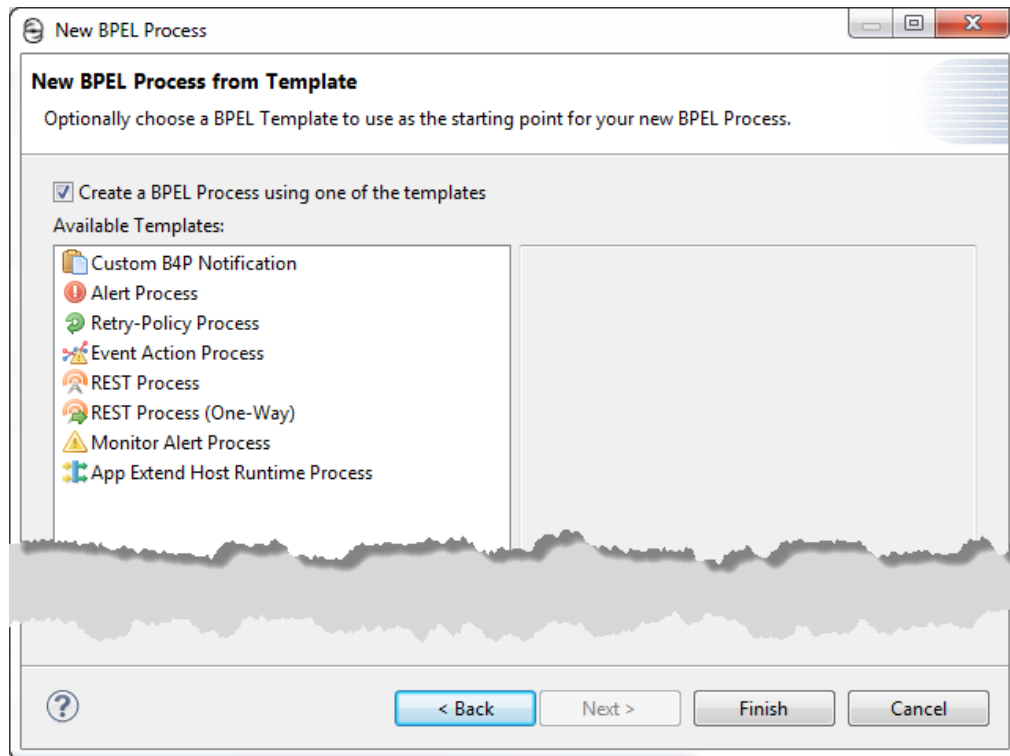 New BPEL Process
New BPEL Process from Template
Optionally choose a BPEL Template to use as the starting point for your new BPEL Process.
Create a BPEL Process using one of the templates
Available Templates:
Custom B4P Notification
Alert Process
Retry-Policy Process
Event Action Process
REST Process
REST Process (One-Way)
Monitor Alert Process
App Extend Host Runtime Process
?
< Back
Next >
Finish
Cancel